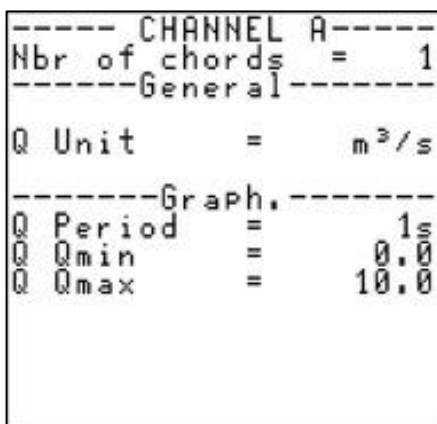 ----- CHANNEL A-----
Nbr of chords = 1
------General-------
Q Unit = m³/s
-------Graph.-------
Q Period = 1s
Q Qmin = 0.0
Q Qmax = 10.0